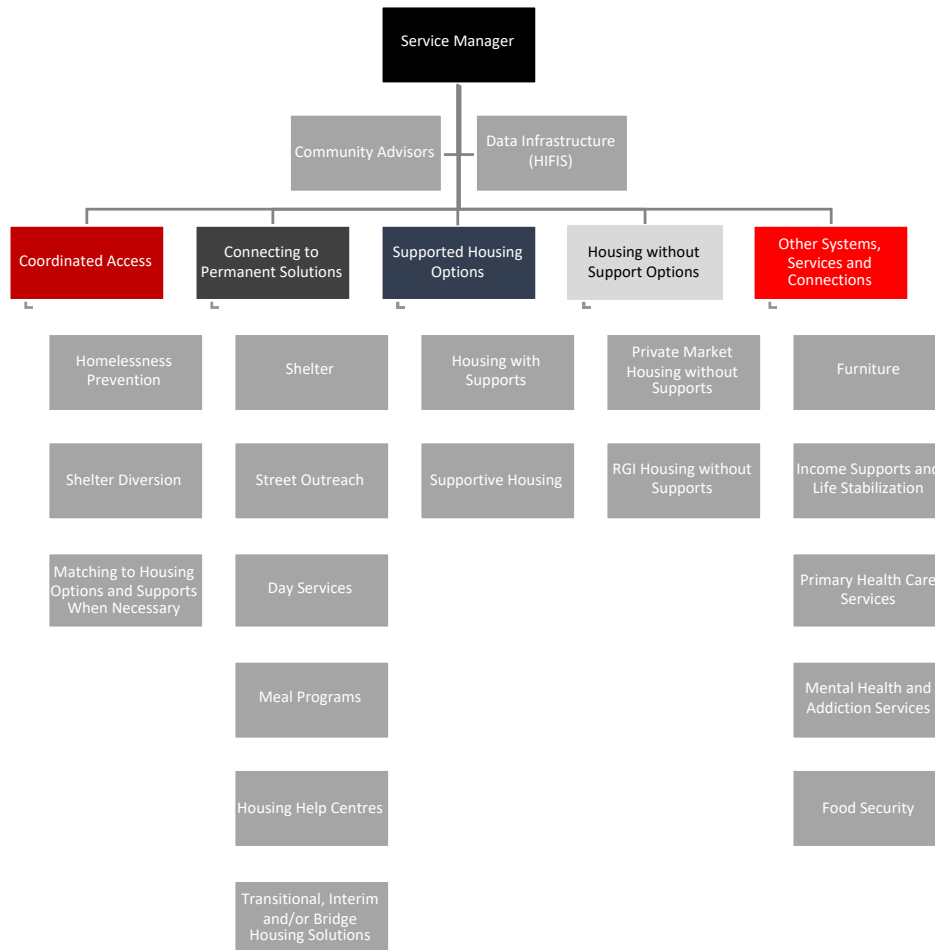 Service Manager
Community Advisors
Data Infrastructure
(HIFIS)
Coordinated Access
Connecting to
Permanent Solutions
Supported Housing
Options
Housing without
Support Options
Other Systems,
Services and
Connections
Homelessness
Prevention
Shelter Diversion
Matching to Housing
Options and Supports
When Necessary
Shelter
Street Outreach
Day Services
Meal Programs
Housing Help Centres
Transitional, Interim
and/or Bridge
Housing Solutions
Housing with
Supports
Supportive Housing
Private Market
Housing without
Supports
RGI Housing without
Supports
Furniture
Income Supports and
Life Stabilization
Primary Health Care
Services
Mental Health and
Addiction Services
Food Security